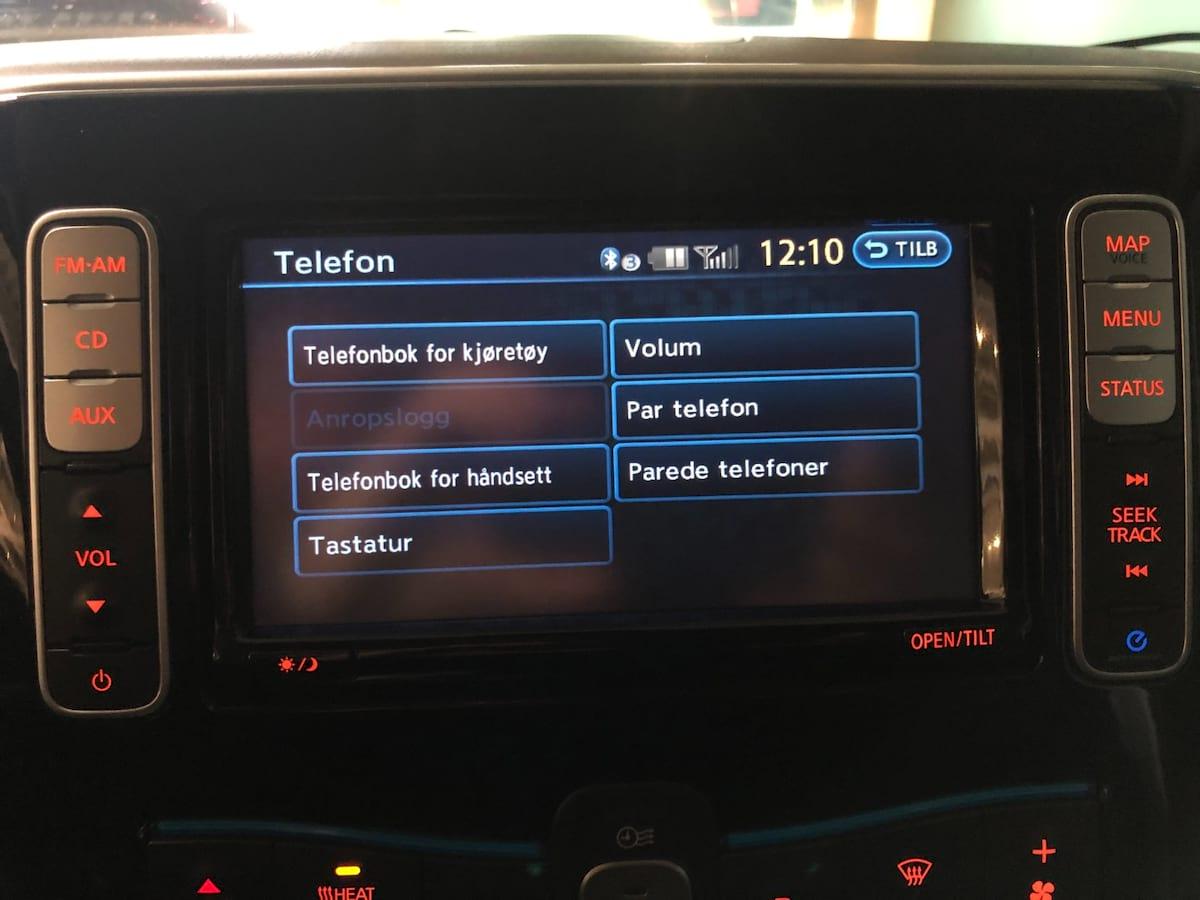 Telefon
3
12:10
TILB
Telefonbok for kjøretøy
Volum
Anropslogg
Par telefon
Telefonbok for håndsett
Parede telefoner
Tastatur
FM·AM
CD
AUX
VOL
MAP
VOICE
MENU
STATUS
SEEK
TRACK
OPEN/TILT
HEAT